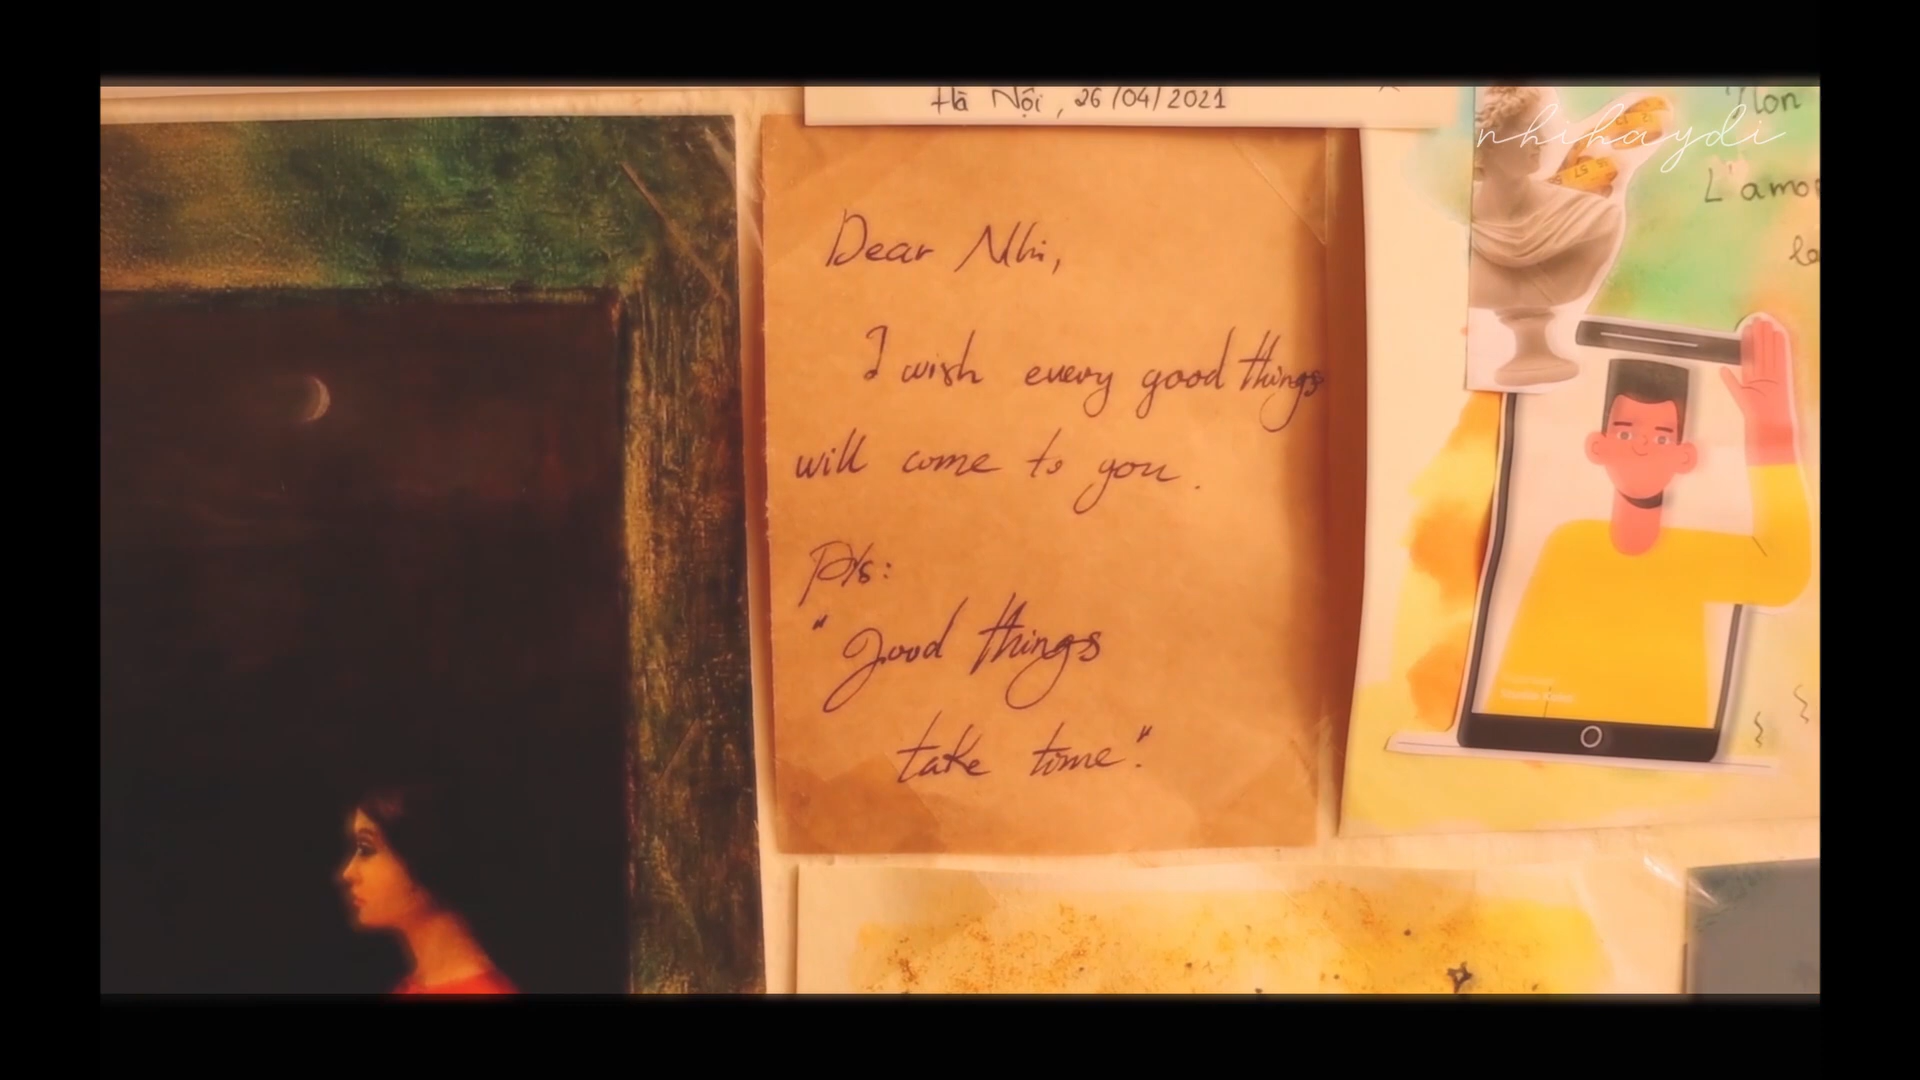 Hà Nội, 26/04/2021
nhihaydi
Dear Nhi,
I wish every good things
will come to you.
P/s:
"Good things
take time".
L'amo